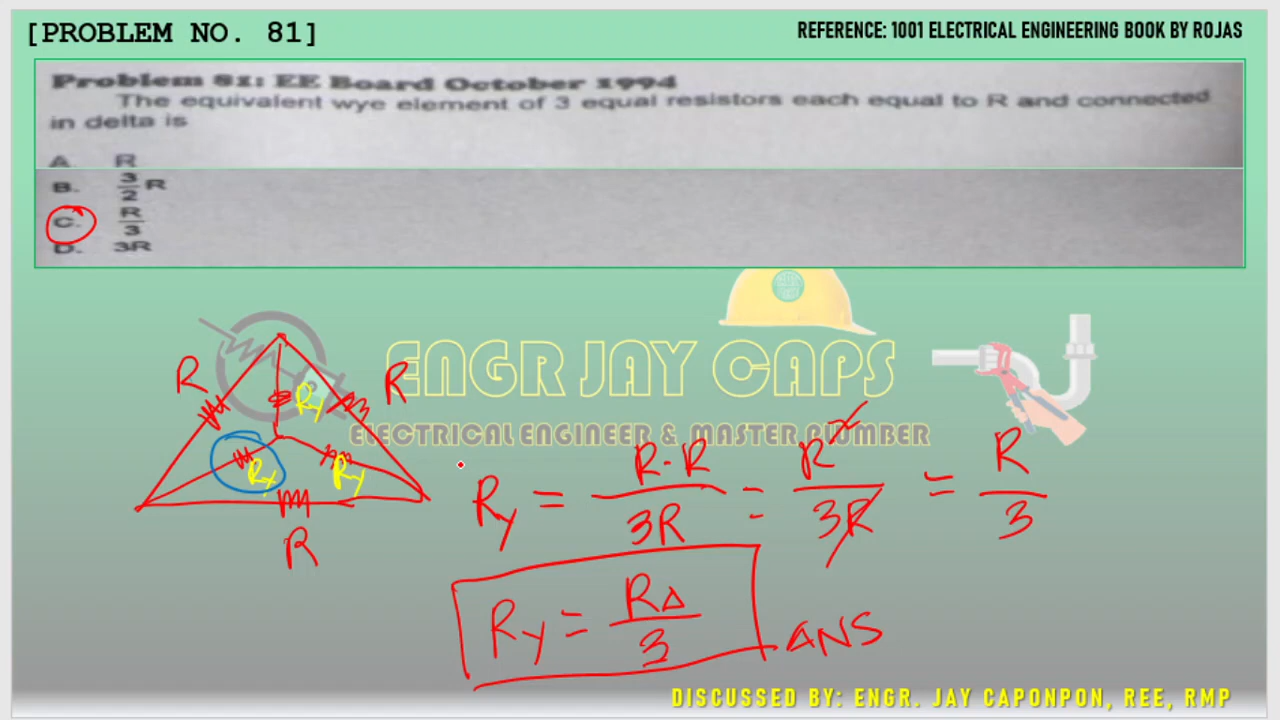 [PROBLEM NO. 81]
REFERENCE: 1001 ELECTRICAL ENGINEERING BOOK BY ROJAS
Problem 81: EE Board October 1994
The equivalent wye element of 3 equal resistors each equal to R and connected
in delta is
A. R
B. 3/2 R
C. R/3
D. 3R
ENGR JAY CAPS
ELECTRICAL ENGINEER & MASTER PLUMBER
R
R
Ry
Ry
Ry
R
Ry = R·R/3R = R²/3R = R/3
Ry = R∆/3 ANS
DISCUSSED BY: ENGR. JAY CAPONPON, REE, RMP